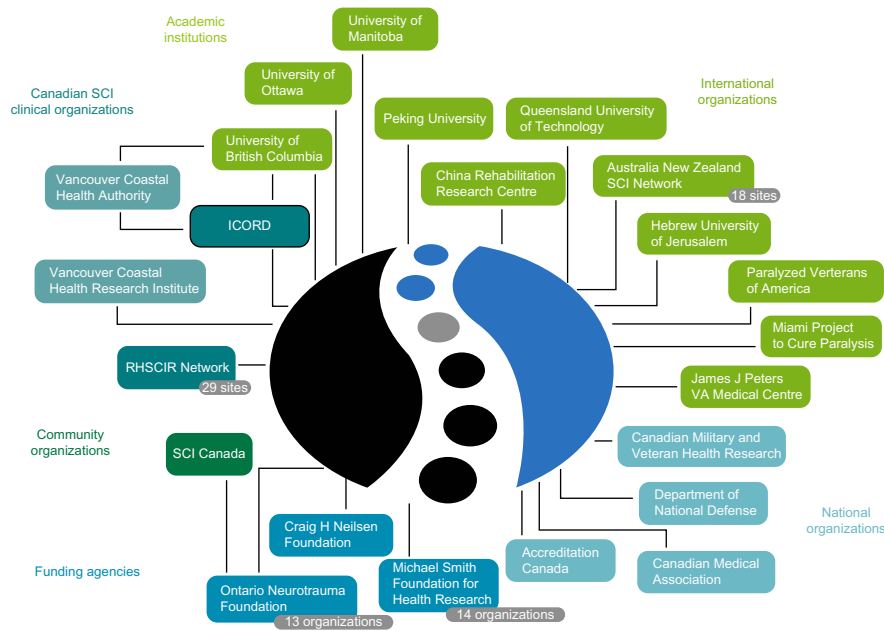 Academic
institutions
University of
Manitoba
University of
Ottawa
Canadian SCI
clinical organizations
University of
British Columbia
Vancouver Coastal
Health Authority
ICORD
Vancouver Coastal
Health Research Institute
RHSCIR Network
29 sites
Peking University
Queensland University
of Technology
International
organizations
China Rehabilitation
Research Centre
Australia New Zealand
SCI Network
18 sites
Hebrew University
of Jerusalem
Paralyzed Verterans
of America
Miami Project
to Cure Paralysis
James J Peters
VA Medical Centre
Community
organizations
SCI Canada
Canadian Military and
Veteran Health Research
Department of
National Defense
National
organizations
Craig H Neilsen
Foundation
Accreditation
Canada
Canadian Medical
Association
Funding agencies
Ontario Neurotrauma
Foundation
13 organizations
Michael Smith
Foundation for
Health Research
14 organizations